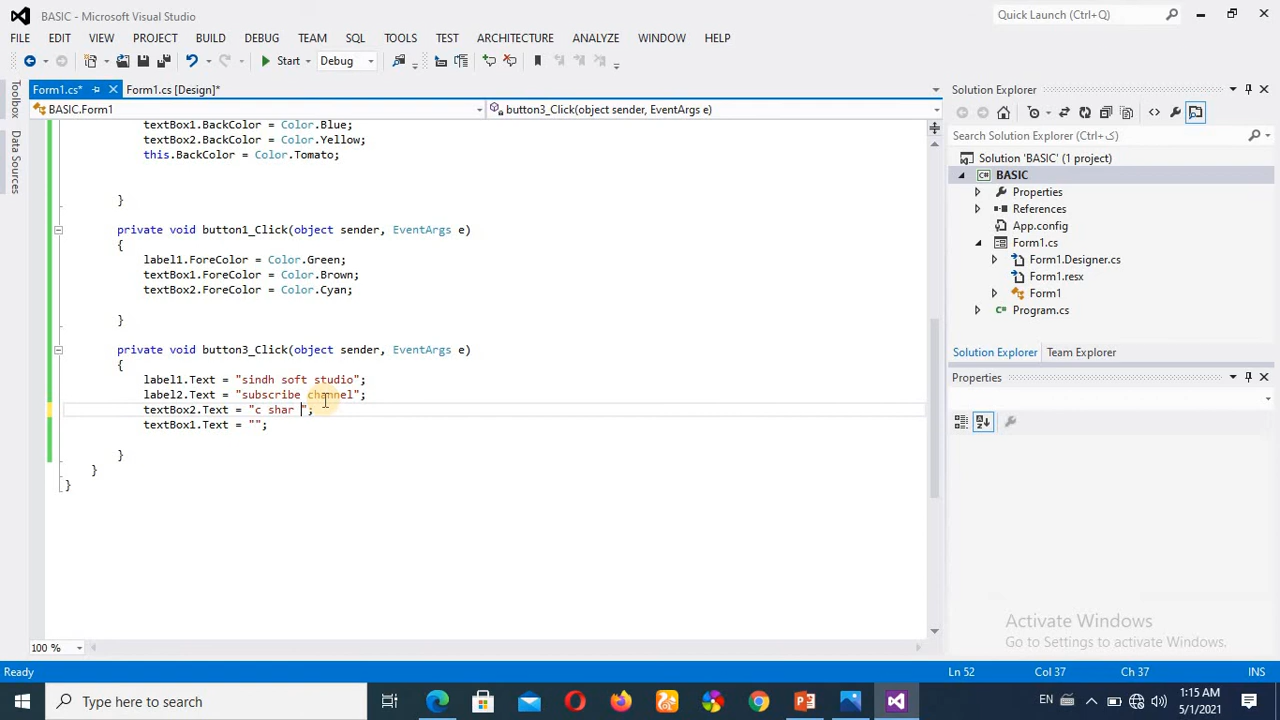 BASIC - Microsoft Visual Studio
Quick Launch (Ctrl+Q)
FILE EDIT VIEW PROJECT BUILD DEBUG TEAM SQL TOOLS TEST ARCHITECTURE ANALYZE WINDOW HELP
Start Debug
Toolbox
Data Sources
Form1.cs* Form1.cs [Design]*
BASIC.Form1 button3_Click(object sender, EventArgs e)
textBox1.BackColor = Color.Blue;
textBox2.BackColor = Color.Yellow;
this.BackColor = Color.Tomato;
}
private void button1_Click(object sender, EventArgs e)
{
label1.ForeColor = Color.Green;
textBox1.ForeColor = Color.Brown;
textBox2.ForeColor = Color.Cyan;
}
private void button3_Click(object sender, EventArgs e)
{
label1.Text = "sindh soft studio";
label2.Text = "subscribe channel";
textBox2.Text = "c shar ";
textBox1.Text = "";
}
}
}
100 %
Solution Explorer
Search Solution Explorer (Ctrl+ک)
Solution 'BASIC' (1 project)
C# BASIC
Properties
References
App.config
Form1.cs
Form1.Designer.cs
Form1.resx
Form1
C# Program.cs
Solution Explorer Team Explorer
Properties
Activate Windows
Go to Settings to activate Windows.
Ready Ln 52 Col 37 Ch 37 INS
Type here to search
EN 1:15 AM
5/1/2021